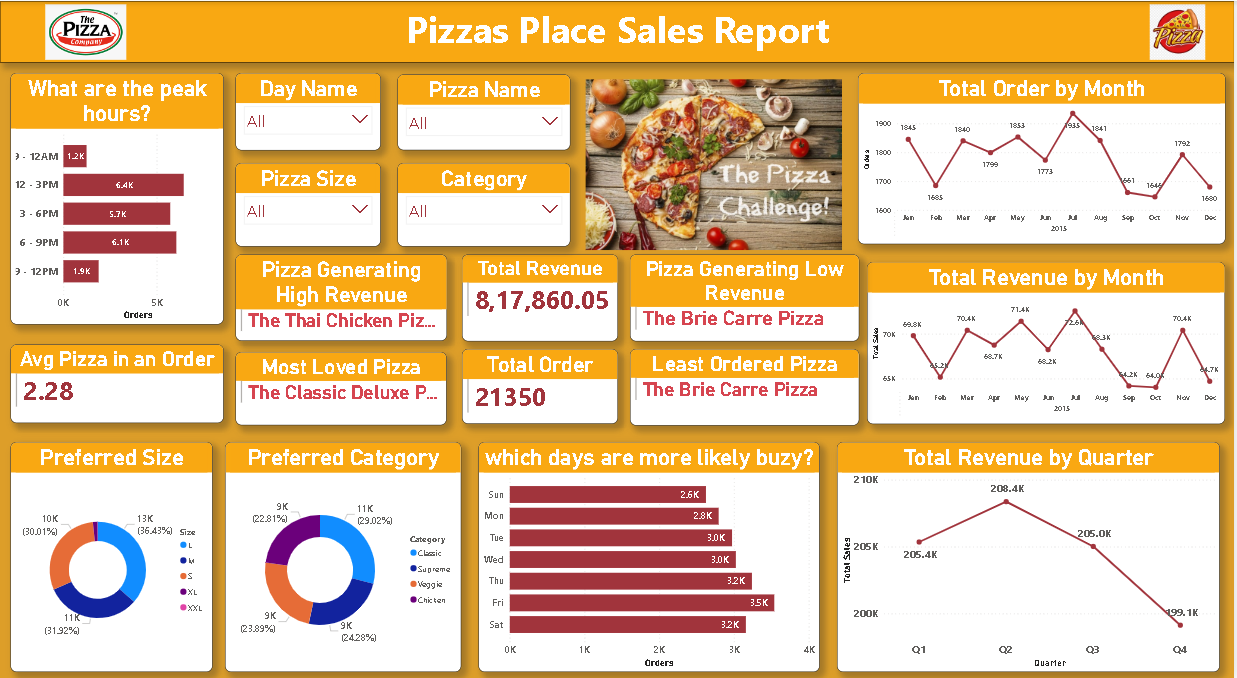 The
PIZZA
Company
Pizzas Place Sales Report
Pizza
What are the peak
hours?
9 - 12AM
1.2K
12 - 3PM
6.4K
3 - 6PM
5.7K
6 - 9PM
6.1K
9 - 12PM
1.9K
0K
5K
Orders
Day Name
All
Pizza Name
All
Pizza Size
All
Category
All
The Pizza
Challenge!
Total Order by Month
Orders
1900
1800
1700
1600
1845
1685
1840
1799
1853
1773
1935
1841
1661
1646
1792
1680
Jan
Feb
Mar
Apr
May
Jun
Jul
Aug
Sep
Oct
Nov
Dec
2015
Pizza Generating
High Revenue
The Thai Chicken Piz...
Total Revenue
8,17,860.05
Pizza Generating Low
Revenue
The Brie Carre Pizza
Total Revenue by Month
Total Sales
70K
65K
69.8K
65.2K
70.4K
68.7K
71.4K
68.2K
72.6K
68.3K
64.2K
64.0K
70.4K
64.7K
Jan
Feb
Mar
Apr
May
Jun
Jul
Aug
Sep
Oct
Nov
Dec
2015
Avg Pizza in an Order
2.28
Most Loved Pizza
The Classic Deluxe P...
Total Order
21350
Least Ordered Pizza
The Brie Carre Pizza
Preferred Size
10K
(30.01%)
13K
(36.43%)
11K
(31.92%)
Size
L
M
S
XL
XXL
Preferred Category
9K
(22.81%)
11K
(29.02%)
9K
(23.89%)
9K
(24.28%)
Category
Classic
Supreme
Veggie
Chicken
which days are more likely buzy?
Sun
2.6K
Mon
2.8K
Tue
3.0K
Wed
3.0K
Thu
3.2K
Fri
3.5K
Sat
3.2K
0K
1K
2K
3K
4K
Orders
Total Revenue by Quarter
Total Sales
210K
205K
200K
205.4K
208.4K
205.0K
199.1K
Q1
Q2
Q3
Q4
Quarter